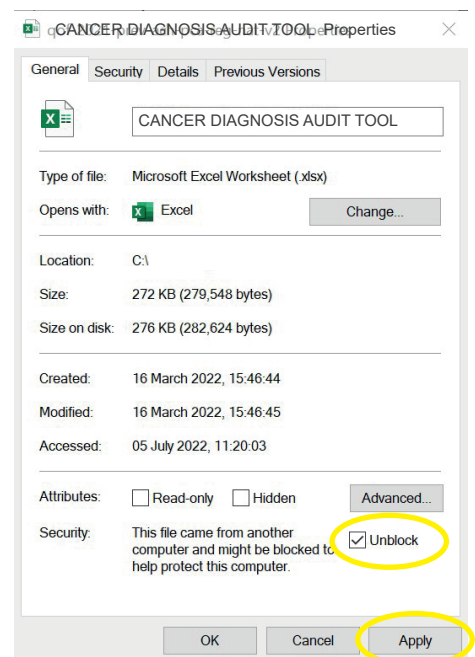 CANCER DIAGNOSIS AUDIT TOOL Properties
General Security Details Previous Versions
CANCER DIAGNOSIS AUDIT TOOL
Type of file: Microsoft Excel Worksheet (.xlsx)
Opens with: Excel Change...
Location: C:\
Size: 272 KB (279,548 bytes)
Size on disk: 276 KB (282,624 bytes)
Created: 16 March 2022, 15:46:44
Modified: 16 March 2022, 15:46:45
Accessed: 05 July 2022, 11:20:03
Attributes: Read-only Hidden Advanced...
Security: This file came from another
computer and might be blocked to
help protect this computer.
Unblock
OK Cancel Apply